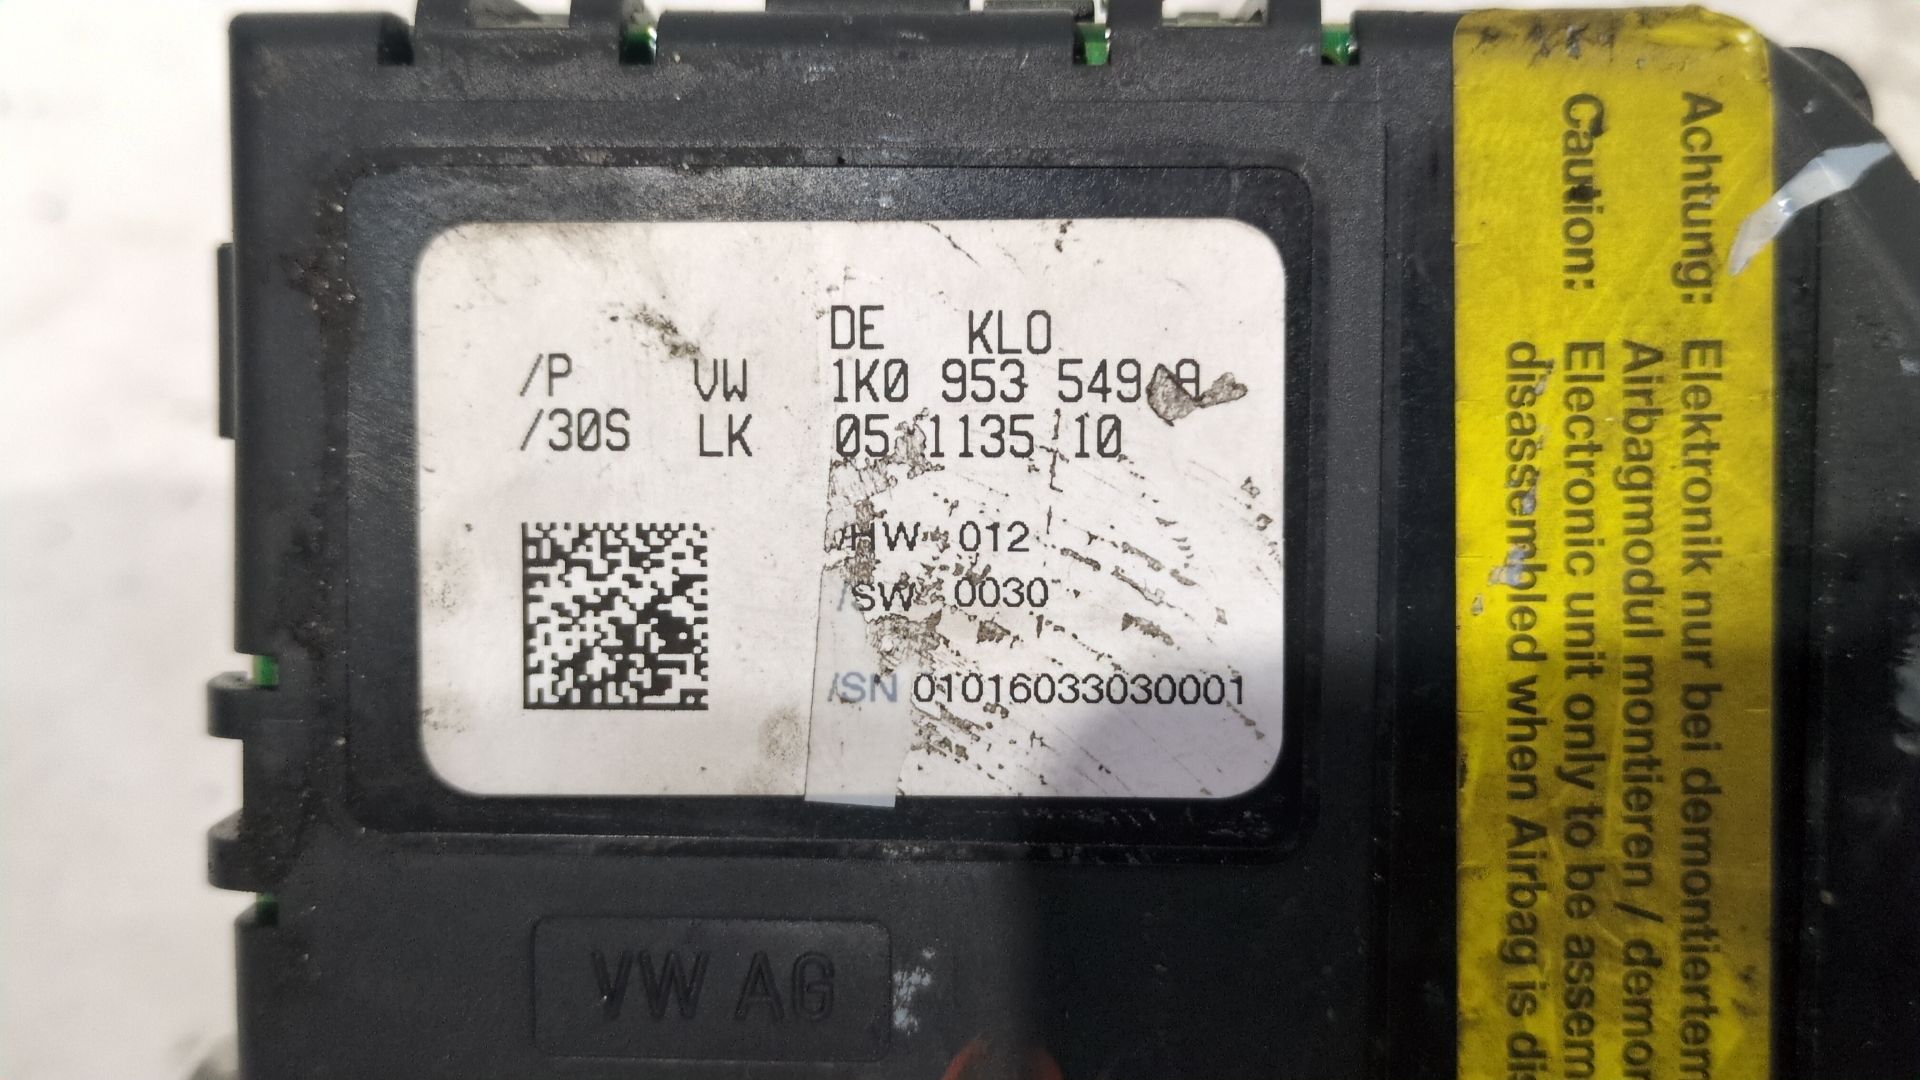 DE KLO
/P VW 1K0 953 549 A
/30S LK 05 1135 10
/HW 012
/SW 0030
/SN 01016033030001
VW AG
Achtung: Elektronik nur bei demontiertem
Airbagmodul montieren / demon
Caution: Electronic unit only to be assem
disassembled when Airbag is dis